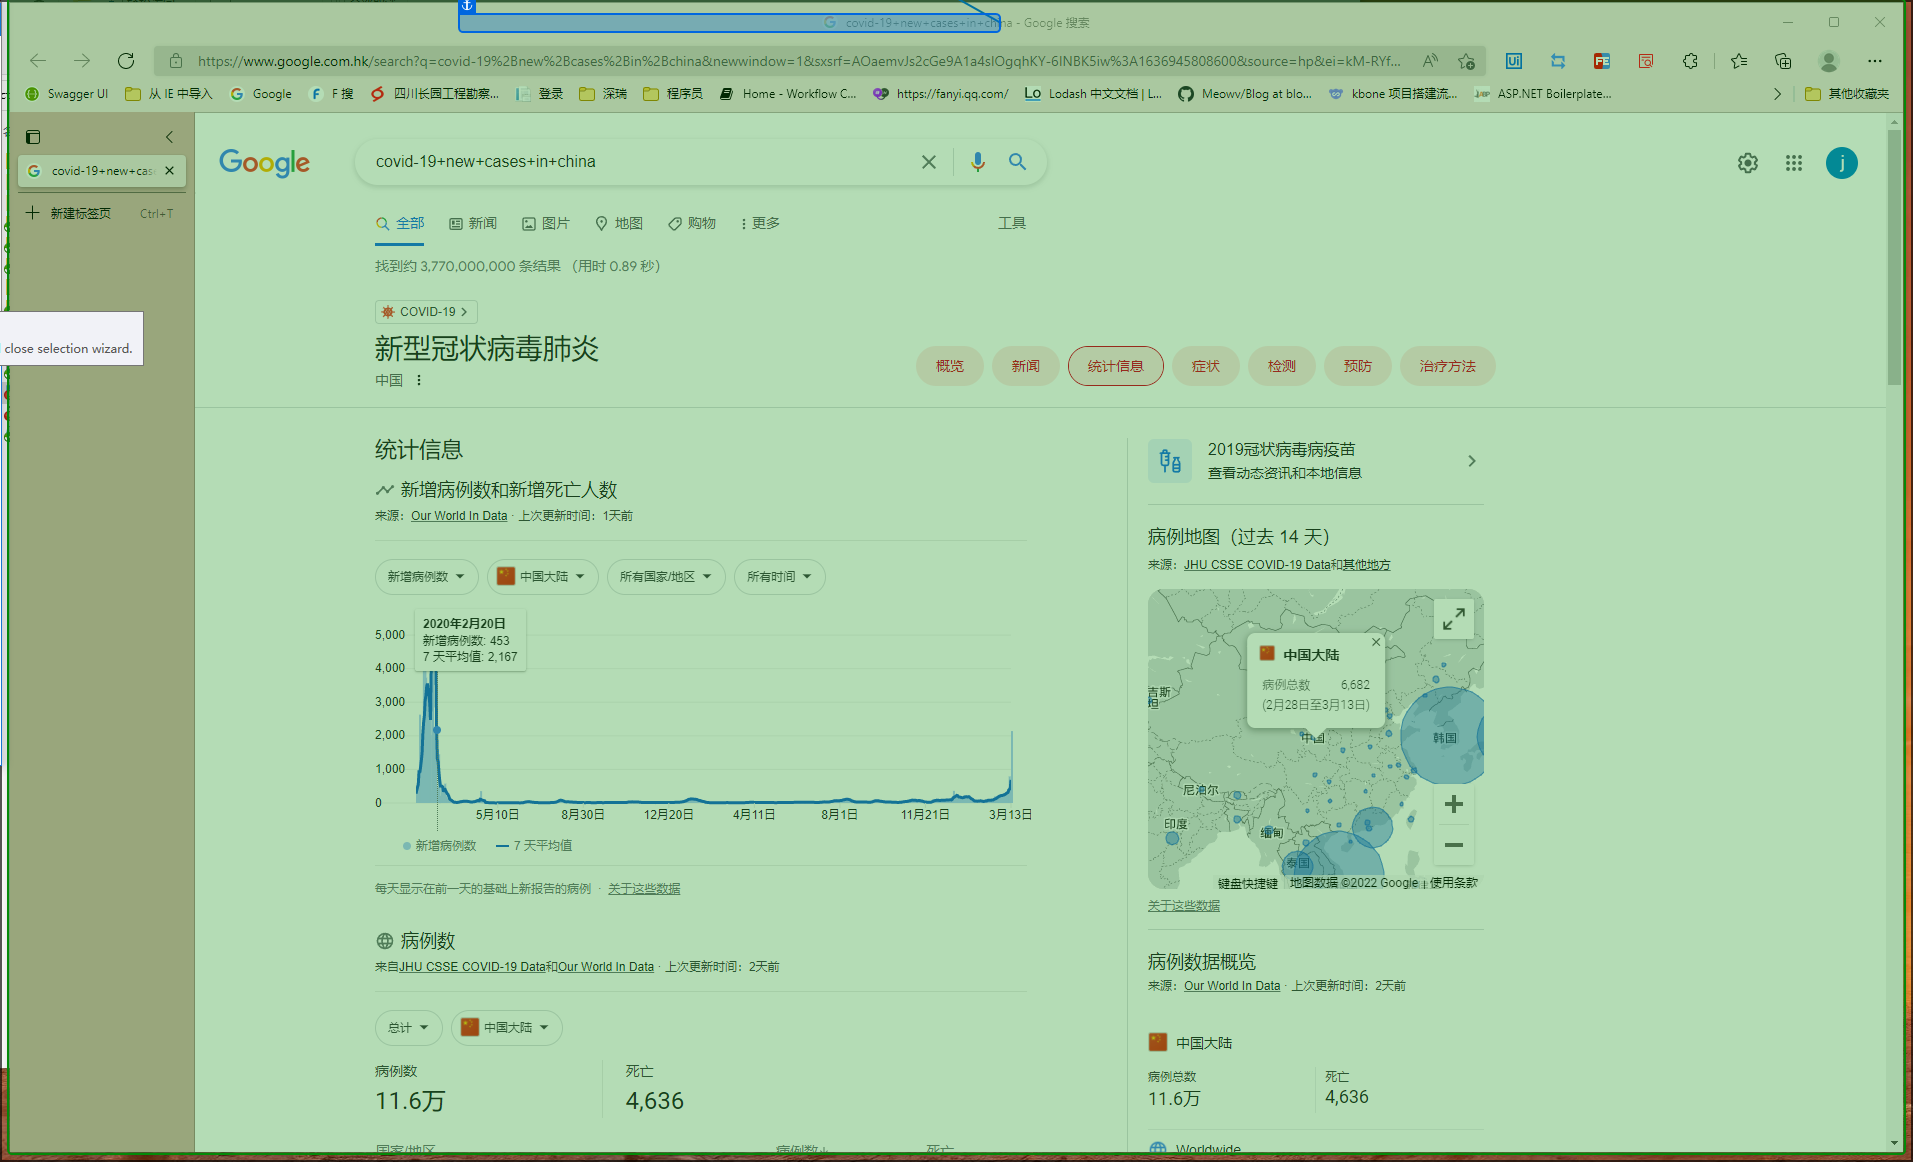 covid-19+new+cases+in+china - Google 搜索
https://www.google.com.hk/search?q=covid-19%2Bnew%2Bcases%2Bin%2Bchina&newwindow=1&sxsrf=AOaemvJs2cGe9A1a4sIOgqhKY-6INBK5iw%3A1636945808600&source=hp&ei=kM-RYf...
Swagger UI 从 IE 中导入 Google F 搜 四川长园工程勘察... 登录 深瑞 程序员 Home - Workflow C... https://fanyi.qq.com/ Lodash 中文文档 | L... Meowv/Blog at blo... kbone 项目搭建流... ASP.NET Boilerplate... 其他收藏夹
covid-19+new+cas
新建标签页 Ctrl+T
close selection wizard.
Google
covid-19+new+cases+in+china
j
全部 新闻 图片 地图 购物 更多 工具
找到约 3,770,000,000 条结果 （用时 0.89 秒）
COVID-19
新型冠状病毒肺炎
中国
概览 新闻 统计信息 症状 检测 预防 治疗方法
统计信息
新增病例数和新增死亡人数
来源：Our World In Data · 上次更新时间：1天前
新增病例数 中国大陆 所有国家/地区 所有时间
2020年2月20日
新增病例数: 453
7 天平均值: 2,167
5,000
4,000
3,000
2,000
1,000
0
5月10日 8月30日 12月20日 4月11日 8月1日 11月21日 3月13日
新增病例数 7 天平均值
每天显示在前一天的基础上新报告的病例 · 关于这些数据
病例数
来自JHU CSSE COVID-19 Data和Our World In Data · 上次更新时间：2天前
总计 中国大陆
病例数 死亡
11.6万 4,636
国家/地区 病例数 死亡
2019冠状病毒病疫苗
查看动态资讯和本地信息
病例地图（过去 14 天）
来源：JHU CSSE COVID-19 Data和其他地方
中国大陆
病例总数 6,682
(2月28日至3月13日)
吉斯
坦
中国
韩国
尼泊尔
印度
缅甸
泰国
键盘快捷键 地图数据 ©2022 Google 使用条款
关于这些数据
病例数据概览
来源：Our World In Data · 上次更新时间：2天前
中国大陆
病例总数 死亡
11.6万 4,636
Worldwide